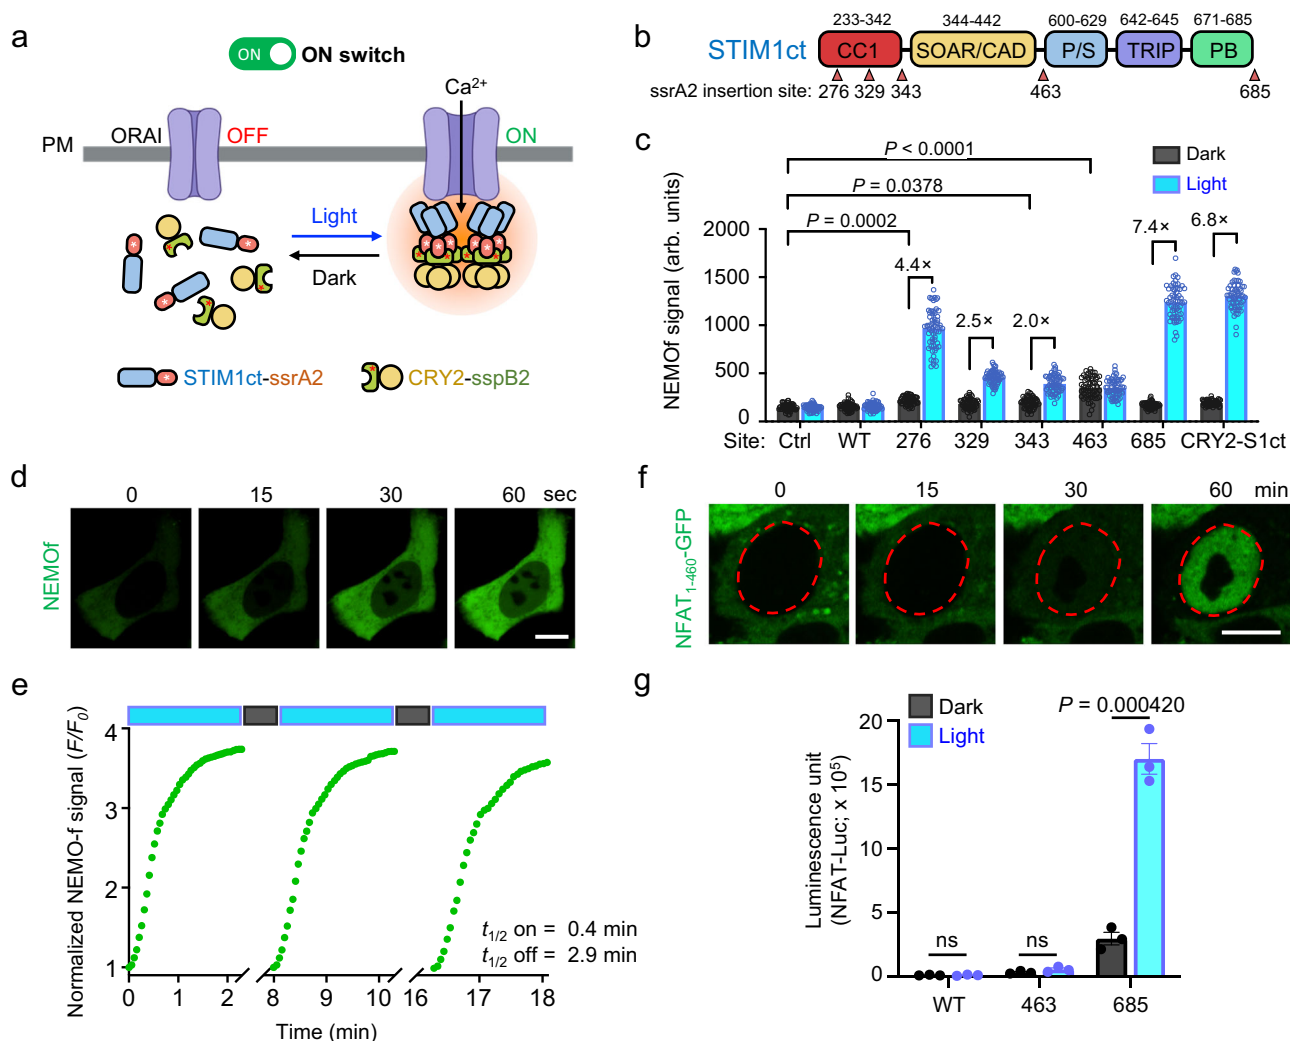 a
ON
ON switch
Ca²⁺
PM
ORAI
OFF
ON
Light
Dark
STIM1ct-ssrA2
CRY2-sspB2
b
233-342
344-442
600-629
642-645
671-685
STIM1ct
CC1
SOAR/CAD
P/S
TRIP
PB
ssrA2 insertion site:
276
329
343
463
685
c
P < 0.0001
P = 0.0378
P = 0.0002
Dark
Light
NEMOf signal (arb. units)
2000
1500
1000
500
0
4.4×
2.5×
2.0×
7.4×
6.8×
Site:
Ctrl
WT
276
329
343
463
685
CRY2-S1ct
d
0
15
30
60
sec
NEMOf
e
Normalized NEMO-f signal (F/F₀)
4
3
2
1
t₁/₂ on = 0.4 min
t₁/₂ off = 2.9 min
0
1
2
8
9
10
16
17
18
Time (min)
f
0
15
30
60
min
NFAT₁₋₄₆₀-GFP
g
Dark
Light
P = 0.000420
Luminescence unit
(NFAT-Luc; x 10⁵)
20
15
10
5
0
ns
ns
WT
463
685